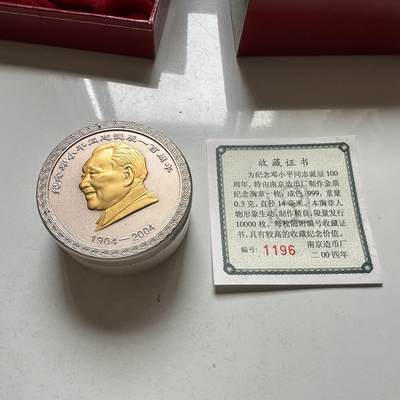 纪念邓小平同志诞辰一百周年
1904-2004
收藏证书
为纪念邓小平同志诞辰100
周年，特由南京造币厂制作金质
纪念章一枚，成色.999，重量
0.3克，直径14毫米。本章人
物形象生动，制作精良，限量发行
10000枚，每枚附编号收藏证
书，具有较高的收藏纪念价值。
编号：1196 南京造币厂
二00四年